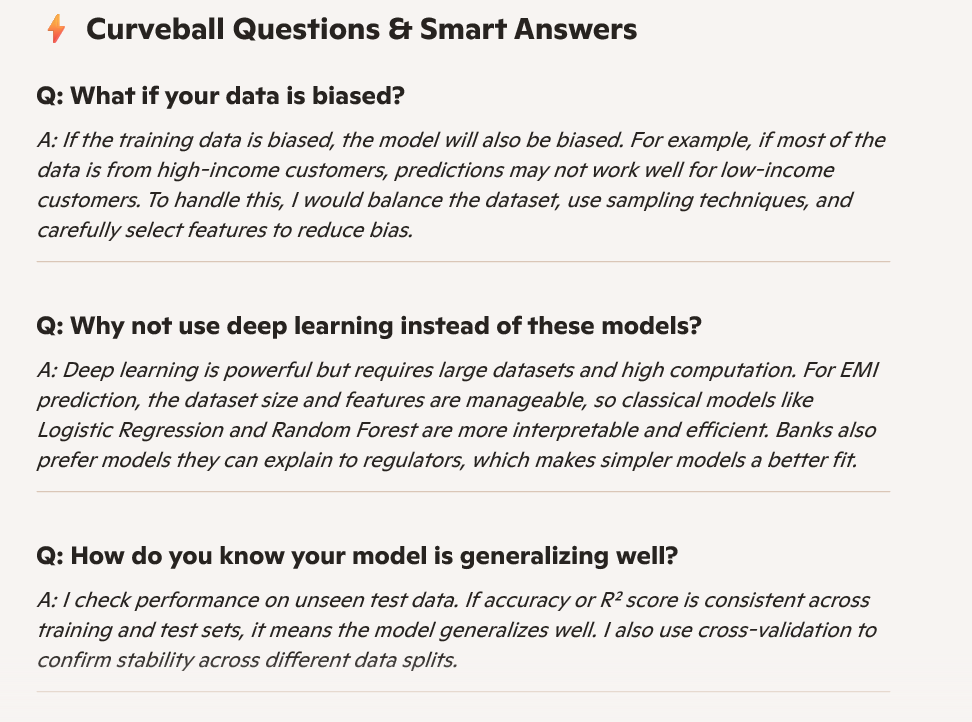 ⚡ Curveball Questions & Smart Answers
Q: What if your data is biased?
A: If the training data is biased, the model will also be biased. For example, if most of the
data is from high-income customers, predictions may not work well for low-income
customers. To handle this, I would balance the dataset, use sampling techniques, and
carefully select features to reduce bias.
Q: Why not use deep learning instead of these models?
A: Deep learning is powerful but requires large datasets and high computation. For EMI
prediction, the dataset size and features are manageable, so classical models like
Logistic Regression and Random Forest are more interpretable and efficient. Banks also
prefer models they can explain to regulators, which makes simpler models a better fit.
Q: How do you know your model is generalizing well?
A: I check performance on unseen test data. If accuracy or R² score is consistent across
training and test sets, it means the model generalizes well. I also use cross-validation to
confirm stability across different data splits.